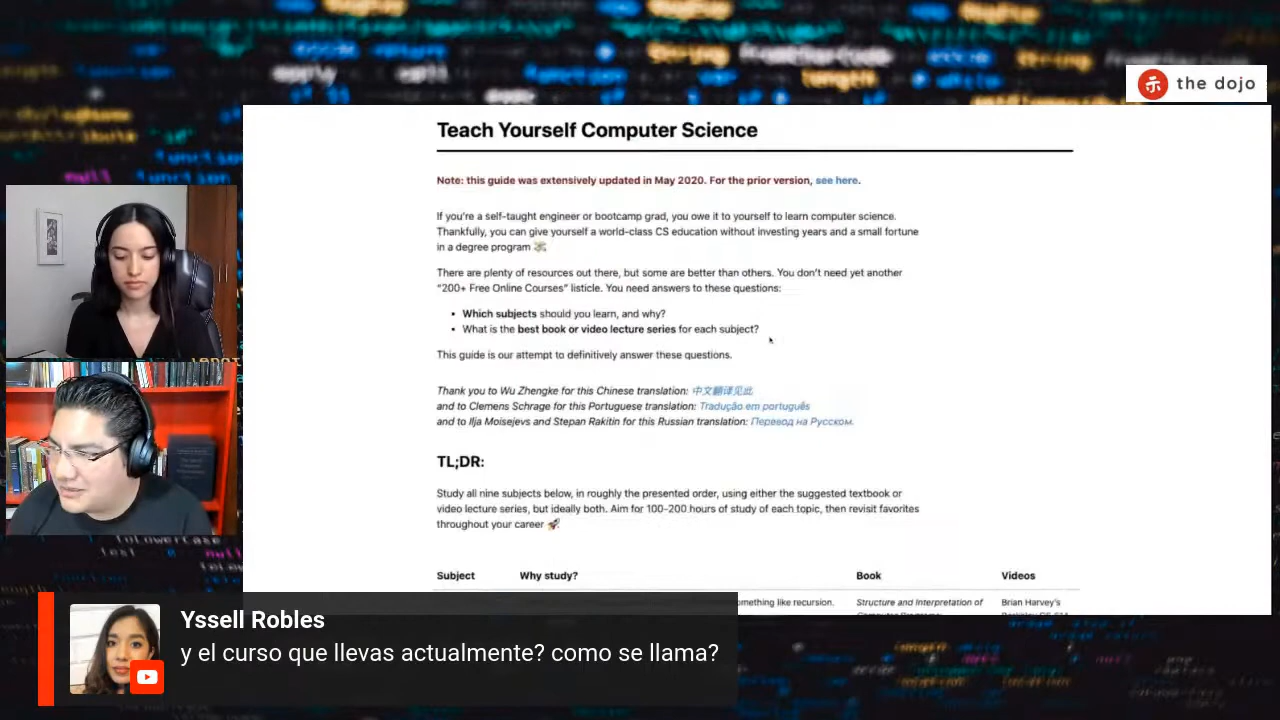 the dojo
Teach Yourself Computer Science
Note: this guide was extensively updated in May 2020. For the prior version, see here.
If you're a self-taught engineer or bootcamp grad, you owe it to yourself to learn computer science.
Thankfully, you can give yourself a world-class CS education without investing years and a small fortune
in a degree program 💸
There are plenty of resources out there, but some are better than others. You don't need yet another
"200+ Free Online Courses" listicle. You need answers to these questions:
• Which subjects should you learn, and why?
• What is the best book or video lecture series for each subject?
This guide is our attempt to definitively answer these questions.
Thank you to Wu Zhengke for this Chinese translation: 中文翻译见此
and to Clemens Schrage for this Portuguese translation: Tradução em português
and to Ilja Moisejevs and Stepan Rakitin for this Russian translation: Перевод на Русском.
TL;DR:
Study all nine subjects below, in roughly the presented order, using either the suggested textbook or
video lecture series, but ideally both. Aim for 100-200 hours of study of each topic, then revisit favorites
throughout your career 🚀
Subject Why study? Book Videos
something like recursion. Structure and Interpretation of Brian Harvey's
Yssell Robles
y el curso que llevas actualmente? como se llama?